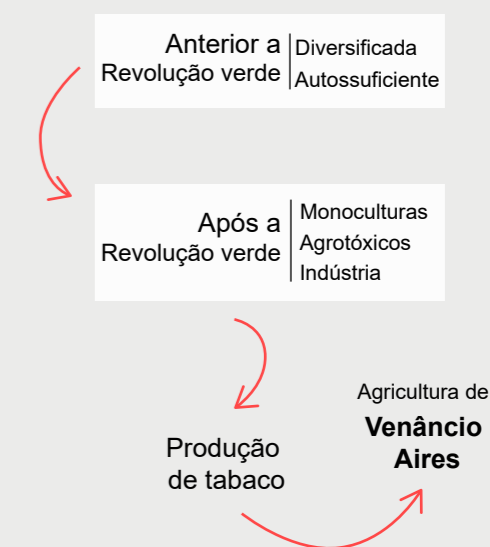 Anterior a
Revolução verde
Diversificada
Autossuficiente
Após a
Revolução verde
Monoculturas
Agrotóxicos
Indústria
Produção
de tabaco
Agricultura de
Venâncio
Aires